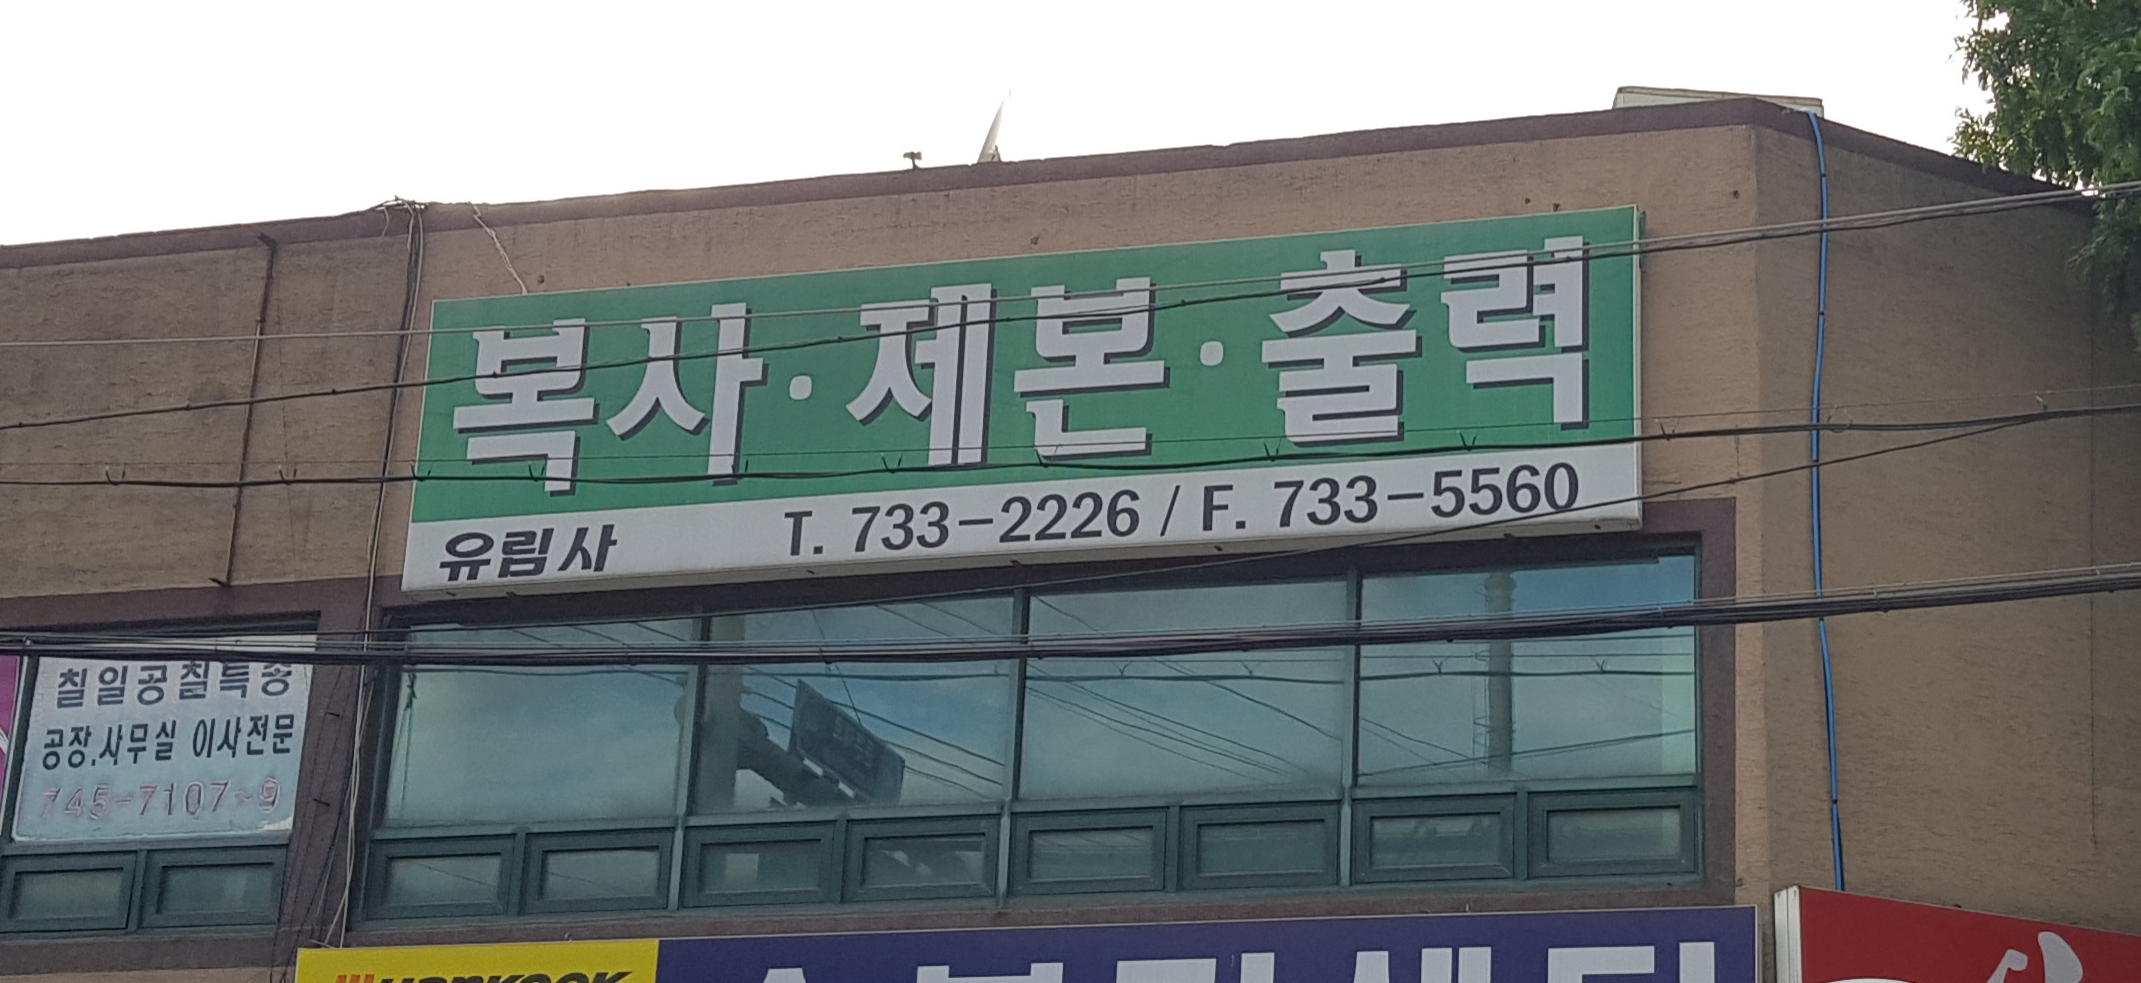 복사·제본·출력
유림사 T. 733-2226 / F. 733-5560
칠일공칠특송
공장.사무실 이사전문
745-7107~9
Hankook